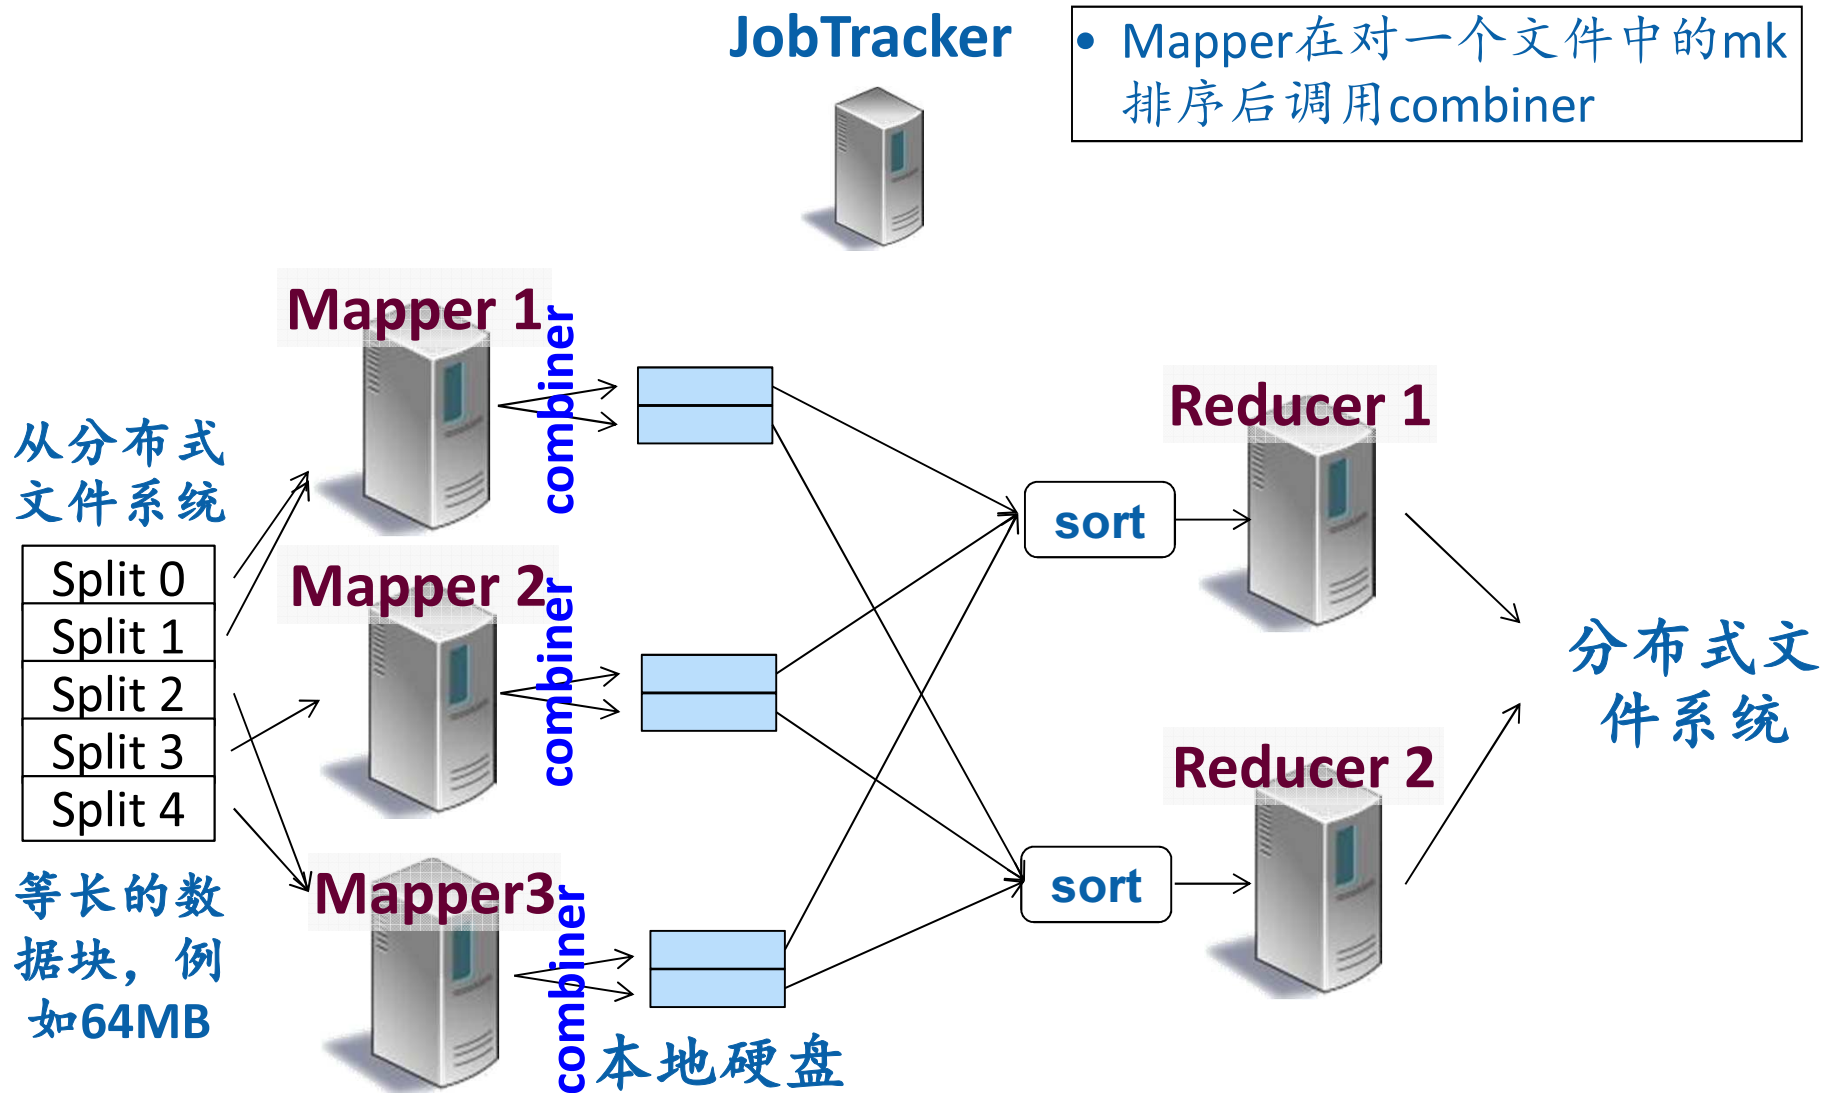 JobTracker
• Mapper在对一个文件中的mk
排序后调用combiner
Mapper 1
combiner
从分布式
文件系统
Split 0
Split 1
Split 2
Split 3
Split 4
等长的数
据块，例
如64MB
Mapper 2
combiner
Mapper3
combiner
本地硬盘
sort
Reducer 1
sort
Reducer 2
分布式文
件系统